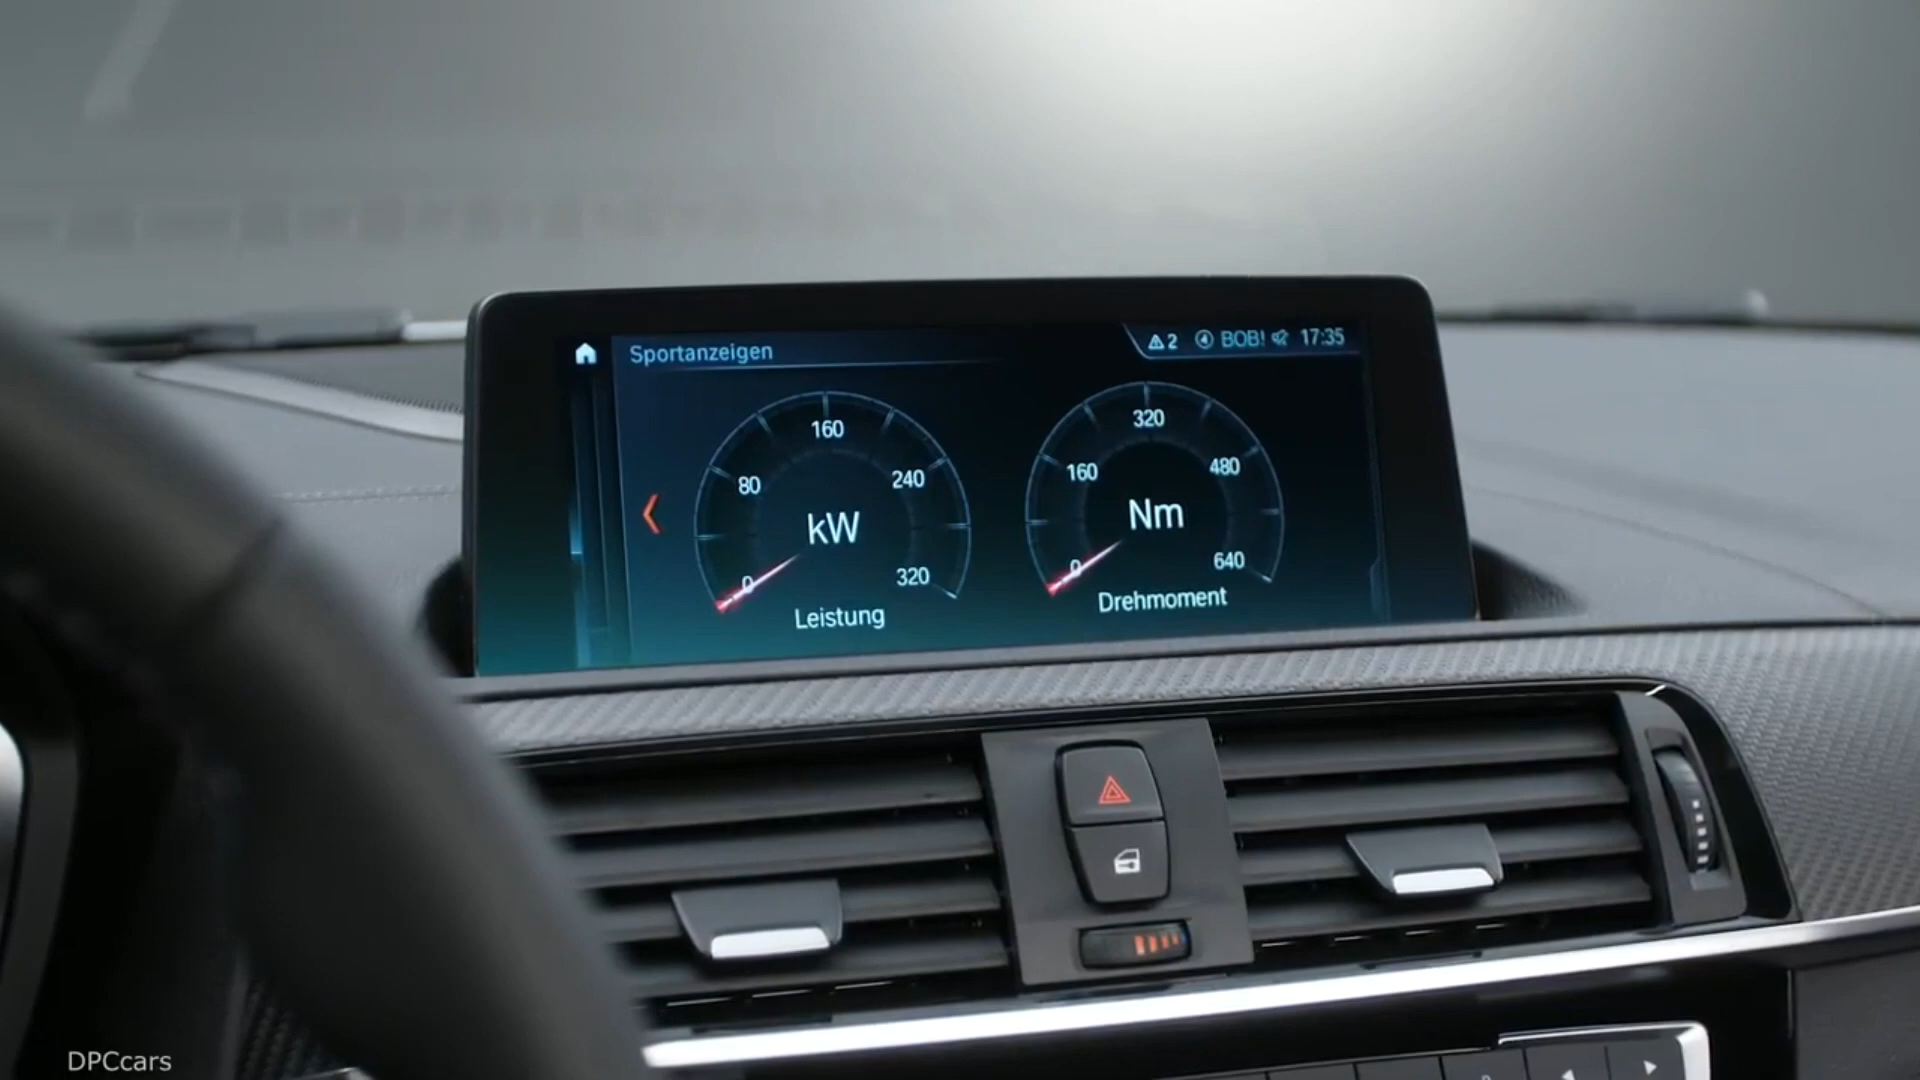 Sportanzeigen
2 4 BOB! 17:35
0 80 160 240 320
kW
Leistung
0 160 320 480 640
Nm
Drehmoment
DPCcars